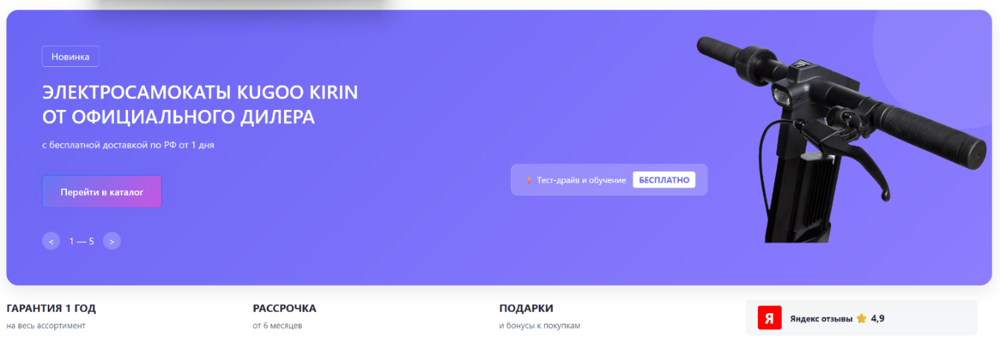 Новинка
ЭЛЕКТРОСАМОКАТЫ KUGOO KIRIN
ОТ ОФИЦИАЛЬНОГО ДИЛЕРА
с бесплатной доставкой по РФ от 1 дня
Тест-драйв и обучение БЕСПЛАТНО
Перейти в каталог
< 1 — 5 >
ГАРАНТИЯ 1 ГОД
на весь ассортимент
РАССРОЧКА
от 6 месяцев
ПОДАРКИ
и бонусы к покупкам
Я Яндекс отзывы 4,9